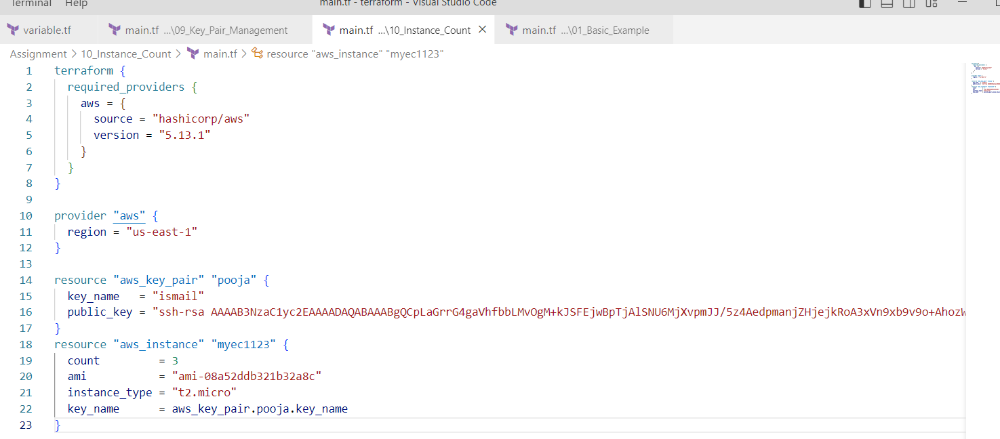 Terminal Help main.tf - terraform - Visual Studio Code
variable.tf main.tf ...\09_Key_Pair_Management main.tf ...\10_Instance_Count main.tf ...\01_Basic_Example
Assignment > 10_Instance_Count > main.tf > resource "aws_instance" "myec1123"
1 terraform {
2 required_providers {
3 aws = {
4 source = "hashicorp/aws"
5 version = "5.13.1"
6 }
7 }
8 }
9
10 provider "aws" {
11 region = "us-east-1"
12 }
13
14 resource "aws_key_pair" "pooja" {
15 key_name = "ismail"
16 public_key = "ssh-rsa AAAAB3NzaC1yc2EAAAADAQABAAABgQCpLaGrrG4gaVhfbbLMvOgM+kJSFEjwBpTjAlSNU6MjXvpmJJ/5z4AedpmanjZHjejkRoA3xVn9xb9v9o+AhozW
17 }
18 resource "aws_instance" "myec1123" {
19 count = 3
20 ami = "ami-08a52ddb321b32a8c"
21 instance_type = "t2.micro"
22 key_name = aws_key_pair.pooja.key_name
23 }